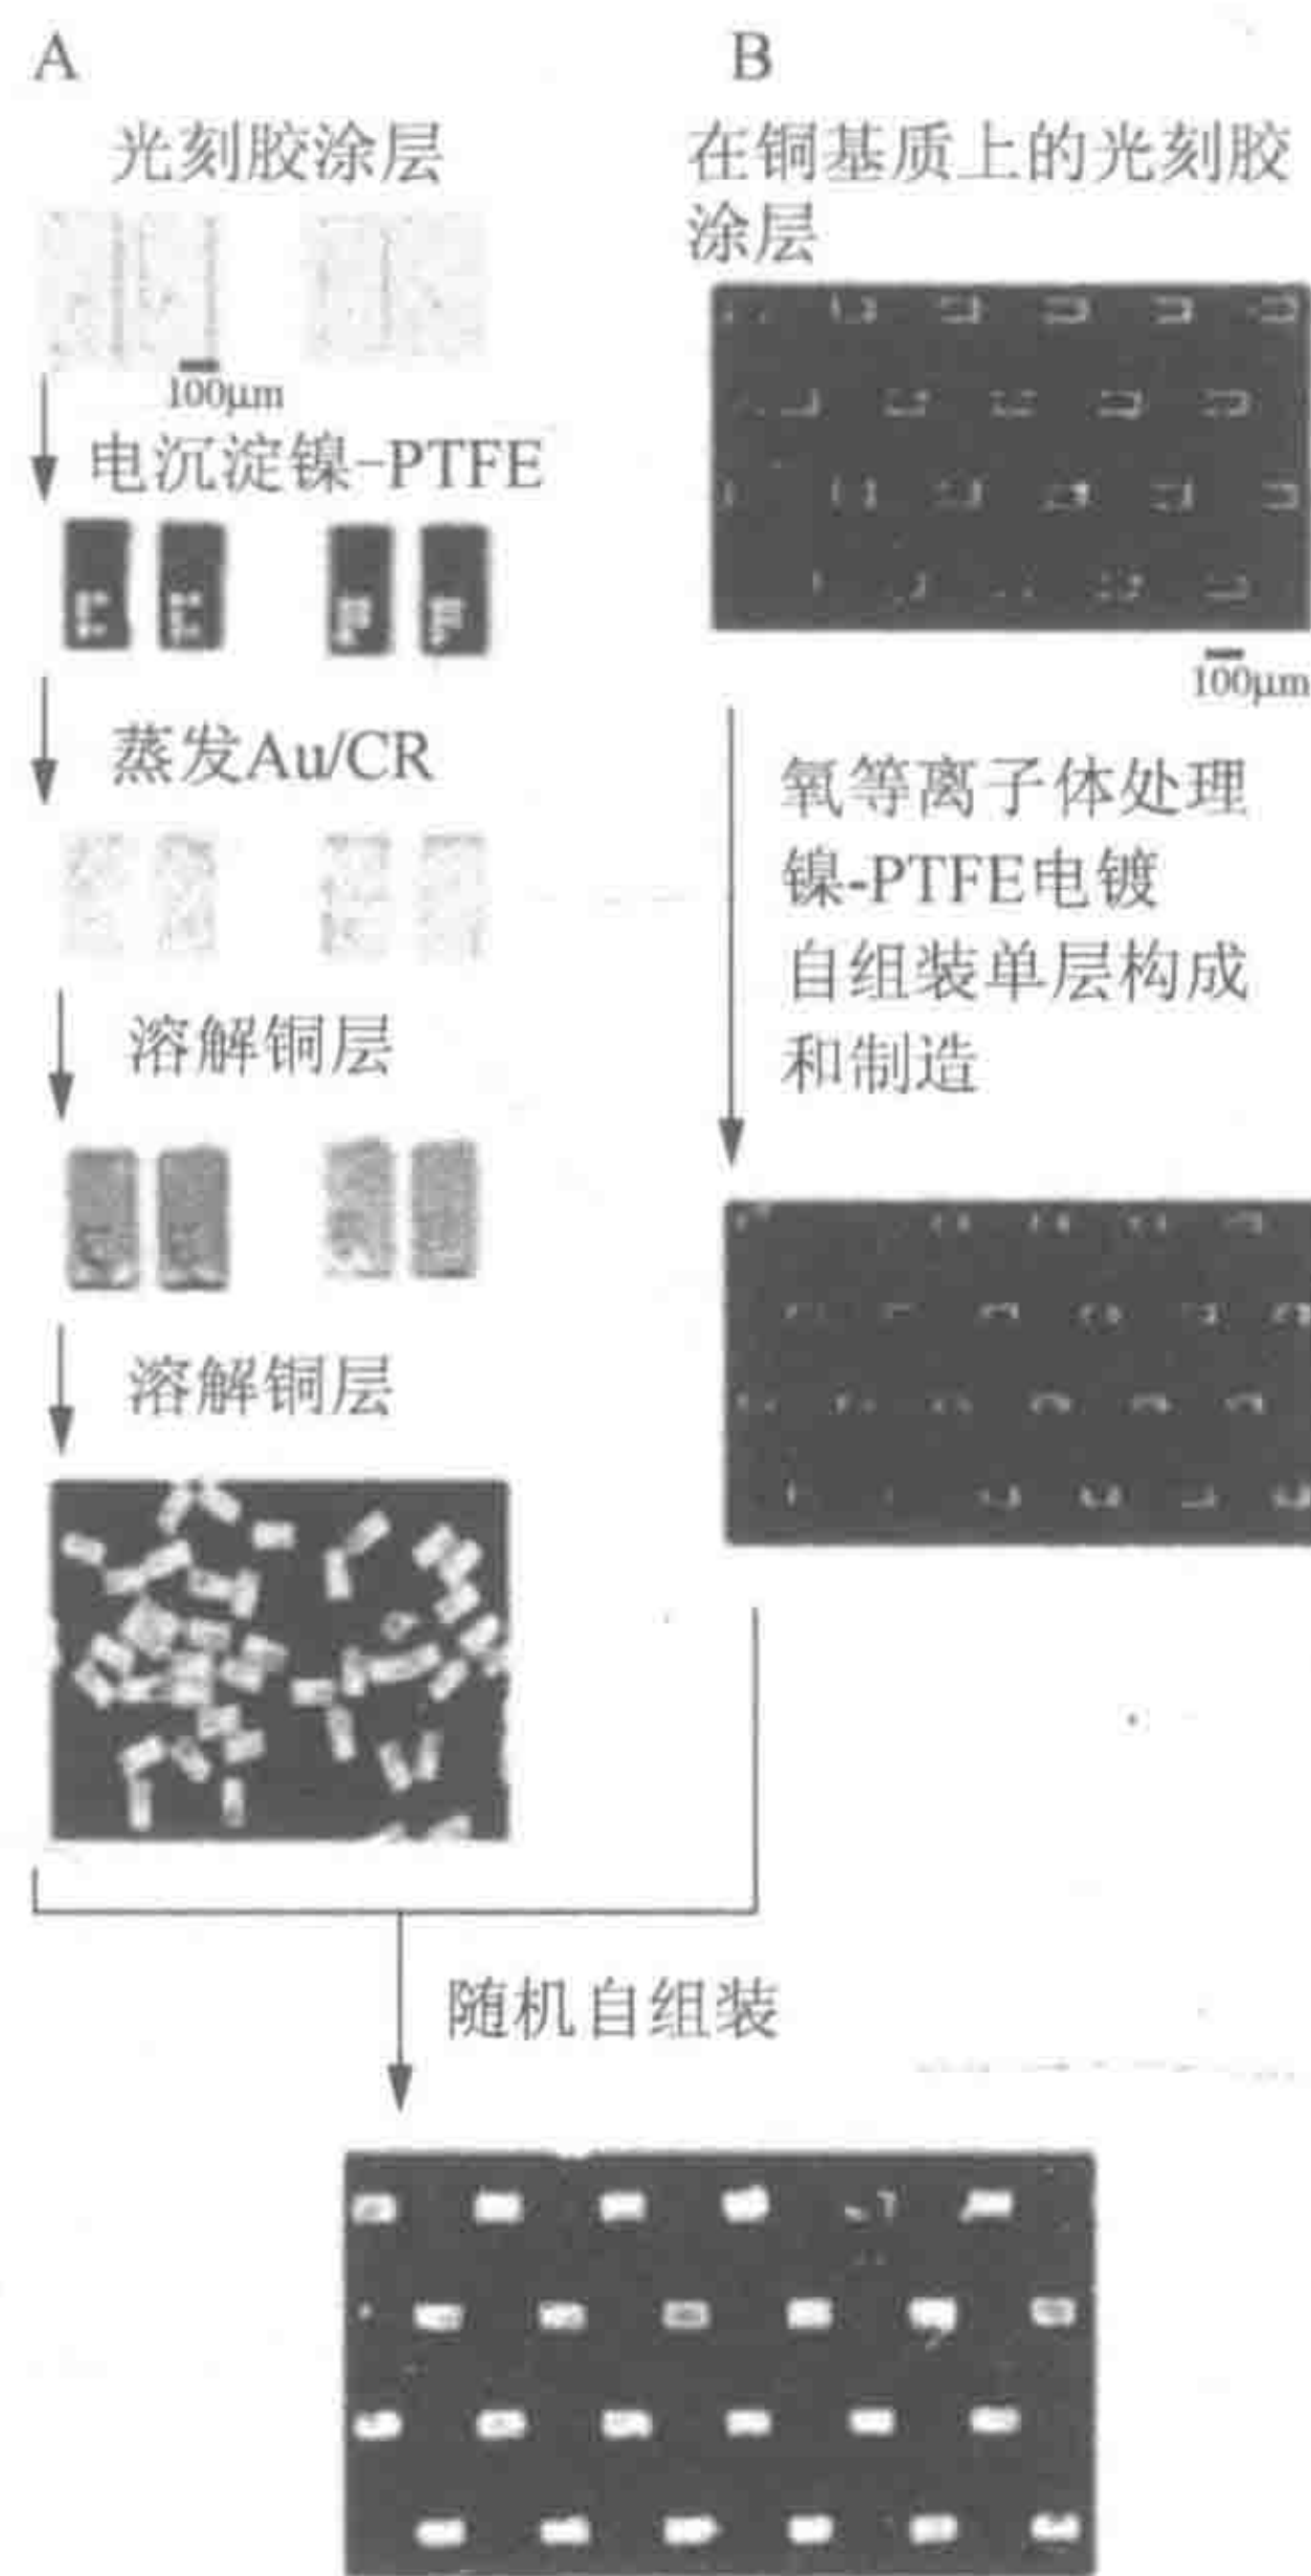 A
光刻胶涂层
100μm
电沉淀镍-PTFE
蒸发Au/CR
溶解铜层
溶解铜层
B
在铜基质上的光刻胶
涂层
100μm
氧等离子体处理
镍-PTFE电镀
自组装单层构成
和制造
随机自组装